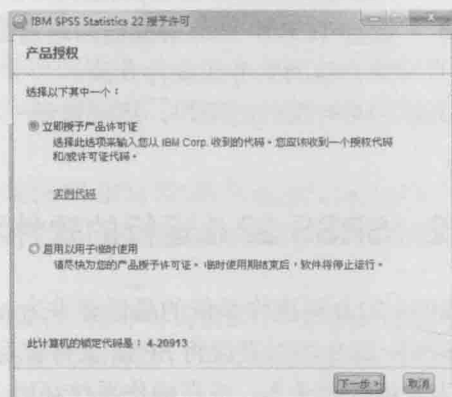 IBM SPSS Statistics 22 授予许可
产品授权
选择以下其中一个：
立即授予产品许可证
选择此选项来输入您从 IBM Corp. 收到的代码。您应该收到一个授权代码
和/或许可证代码。
实例代码
启用以用于临时使用
请尽快为您的产品授予许可证。临时使用期结束后，软件将停止运行。
此计算机的锁定代码是：4-20913
下一步 >
取消